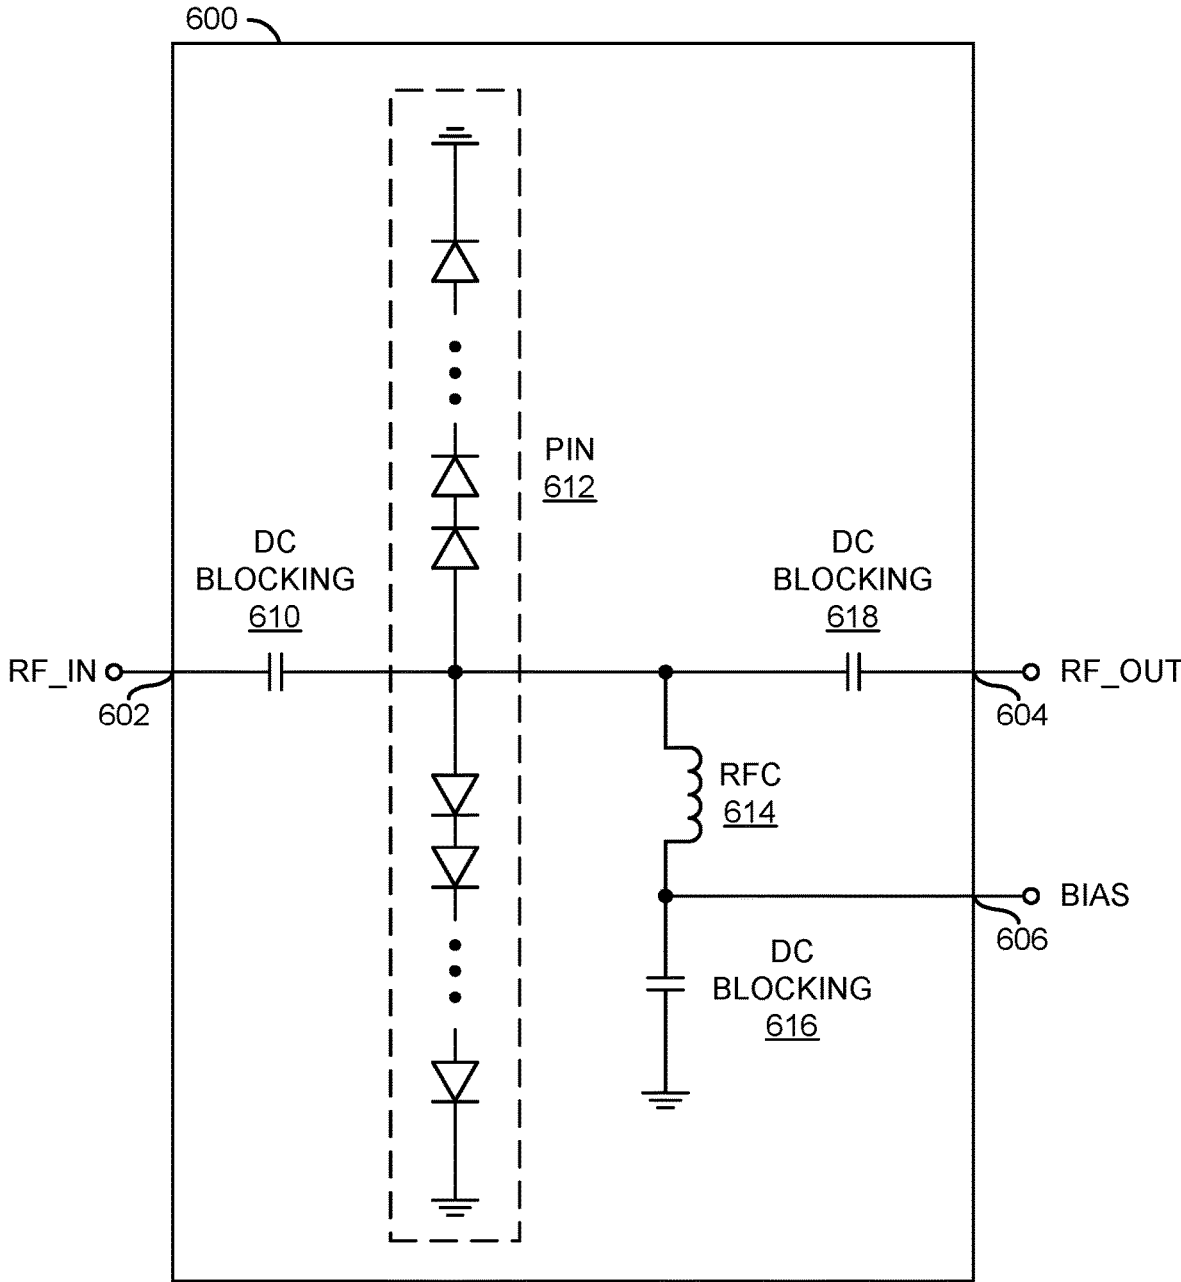 600
PIN
612
DC
BLOCKING
610
DC
BLOCKING
618
RF_IN
RF_OUT
602
604
RFC
614
BIAS
606
DC
BLOCKING
616